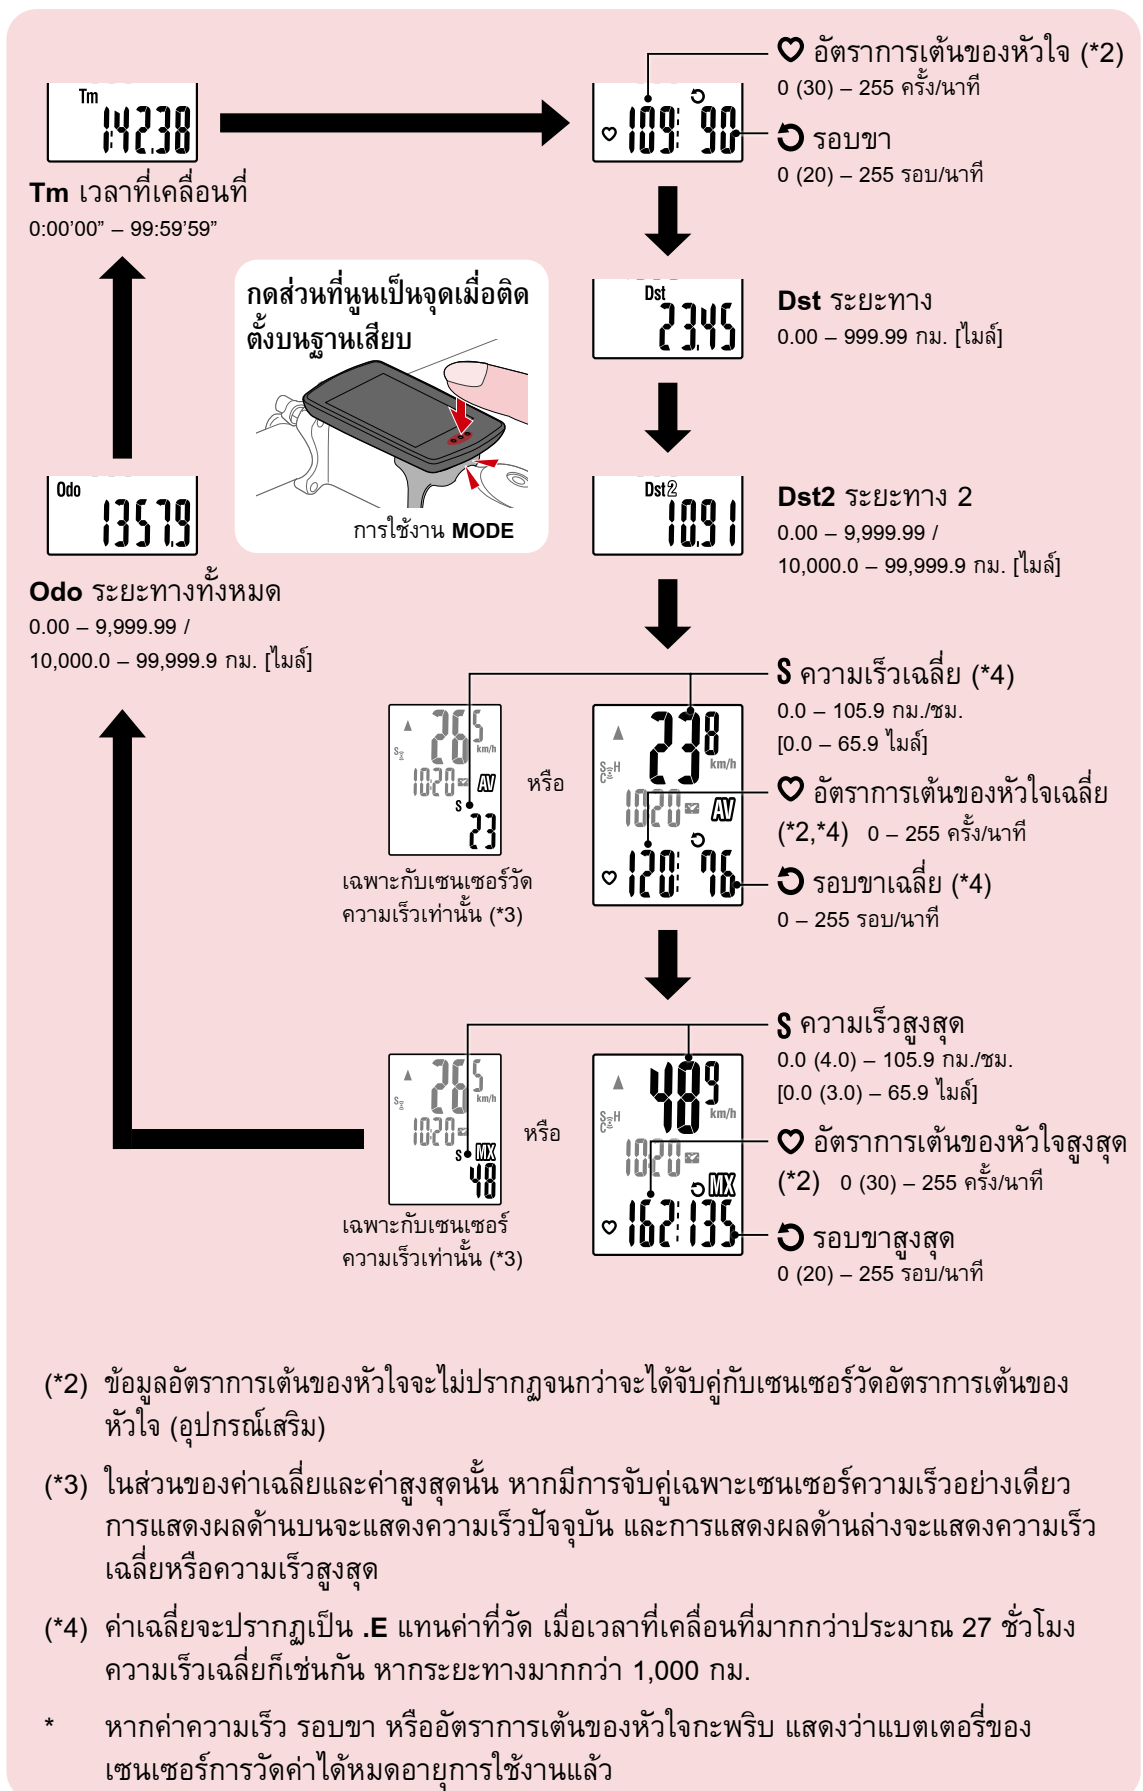 ♡ อัตราการเต้นของหัวใจ (*2)
0 (30) – 255 ครั้ง/นาที
Tm
1:42.38
109 90
รอบขา
0 (20) – 255 รอบ/นาที
Tm เวลาที่เคลื่อนที่
0:00'00” – 99:59'59”
กดส่วนที่นูนเป็นจุดเมื่อติด
ตั้งบนฐานเสียบ
การใช้งาน MODE
Dst
23.45
Dst ระยะทาง
0.00 – 999.99 กม. [ไมล์]
Odo
1357.9
Dst2
10.91
Dst2 ระยะทาง 2
0.00 – 9,999.99 /
10,000.0 – 99,999.9 กม. [ไมล์]
Odo ระยะทางทั้งหมด
0.00 – 9,999.99 /
10,000.0 – 99,999.9 กม. [ไมล์]
26.5
km/h
10:20
AV
S
23
หรือ
23.8
km/h
10:20
AV
120 76
S ความเร็วเฉลี่ย (*4)
0.0 – 105.9 กม./ชม.
[0.0 – 65.9 ไมล์]
♡ อัตราการเต้นของหัวใจเฉลี่ย
(*2,*4) 0 – 255 ครั้ง/นาที
รอบขาเฉลี่ย (*4)
0 – 255 รอบ/นาที
เฉพาะกับเซนเซอร์วัด
ความเร็วเท่านั้น (*3)
26.5
km/h
10:20
S MX
48
หรือ
48.9
km/h
10:20
MX
162 135
S ความเร็วสูงสุด
0.0 (4.0) – 105.9 กม./ชม.
[0.0 (3.0) – 65.9 ไมล์]
♡ อัตราการเต้นของหัวใจสูงสุด
(*2) 0 (30) – 255 ครั้ง/นาที
รอบขาสูงสุด
0 (20) – 255 รอบ/นาที
เฉพาะกับเซนเซอร์
ความเร็วเท่านั้น (*3)
(*2) ข้อมูลอัตราการเต้นของหัวใจจะไม่ปรากฏจนกว่าจะได้จับคู่กับเซนเซอร์วัดอัตราการเต้นของ
หัวใจ (อุปกรณ์เสริม)
(*3) ในส่วนของค่าเฉลี่ยและค่าสูงสุดนั้น หากมีการจับคู่เฉพาะเซนเซอร์ความเร็วอย่างเดียว
การแสดงผลด้านบนจะแสดงความเร็วปัจจุบัน และการแสดงผลด้านล่างจะแสดงความเร็ว
เฉลี่ยหรือความเร็วสูงสุด
(*4) ค่าเฉลี่ยจะปรากฏเป็น .E แทนค่าที่วัด เมื่อเวลาที่เคลื่อนที่มากกว่าประมาณ 27 ชั่วโมง
ความเร็วเฉลี่ยก็เช่นกัน หากระยะทางมากกว่า 1,000 กม.
* หากค่าความเร็ว รอบขา หรืออัตราการเต้นของหัวใจกะพริบ แสดงว่าแบตเตอรี่ของ
เซนเซอร์การวัดค่าได้หมดอายุการใช้งานแล้ว